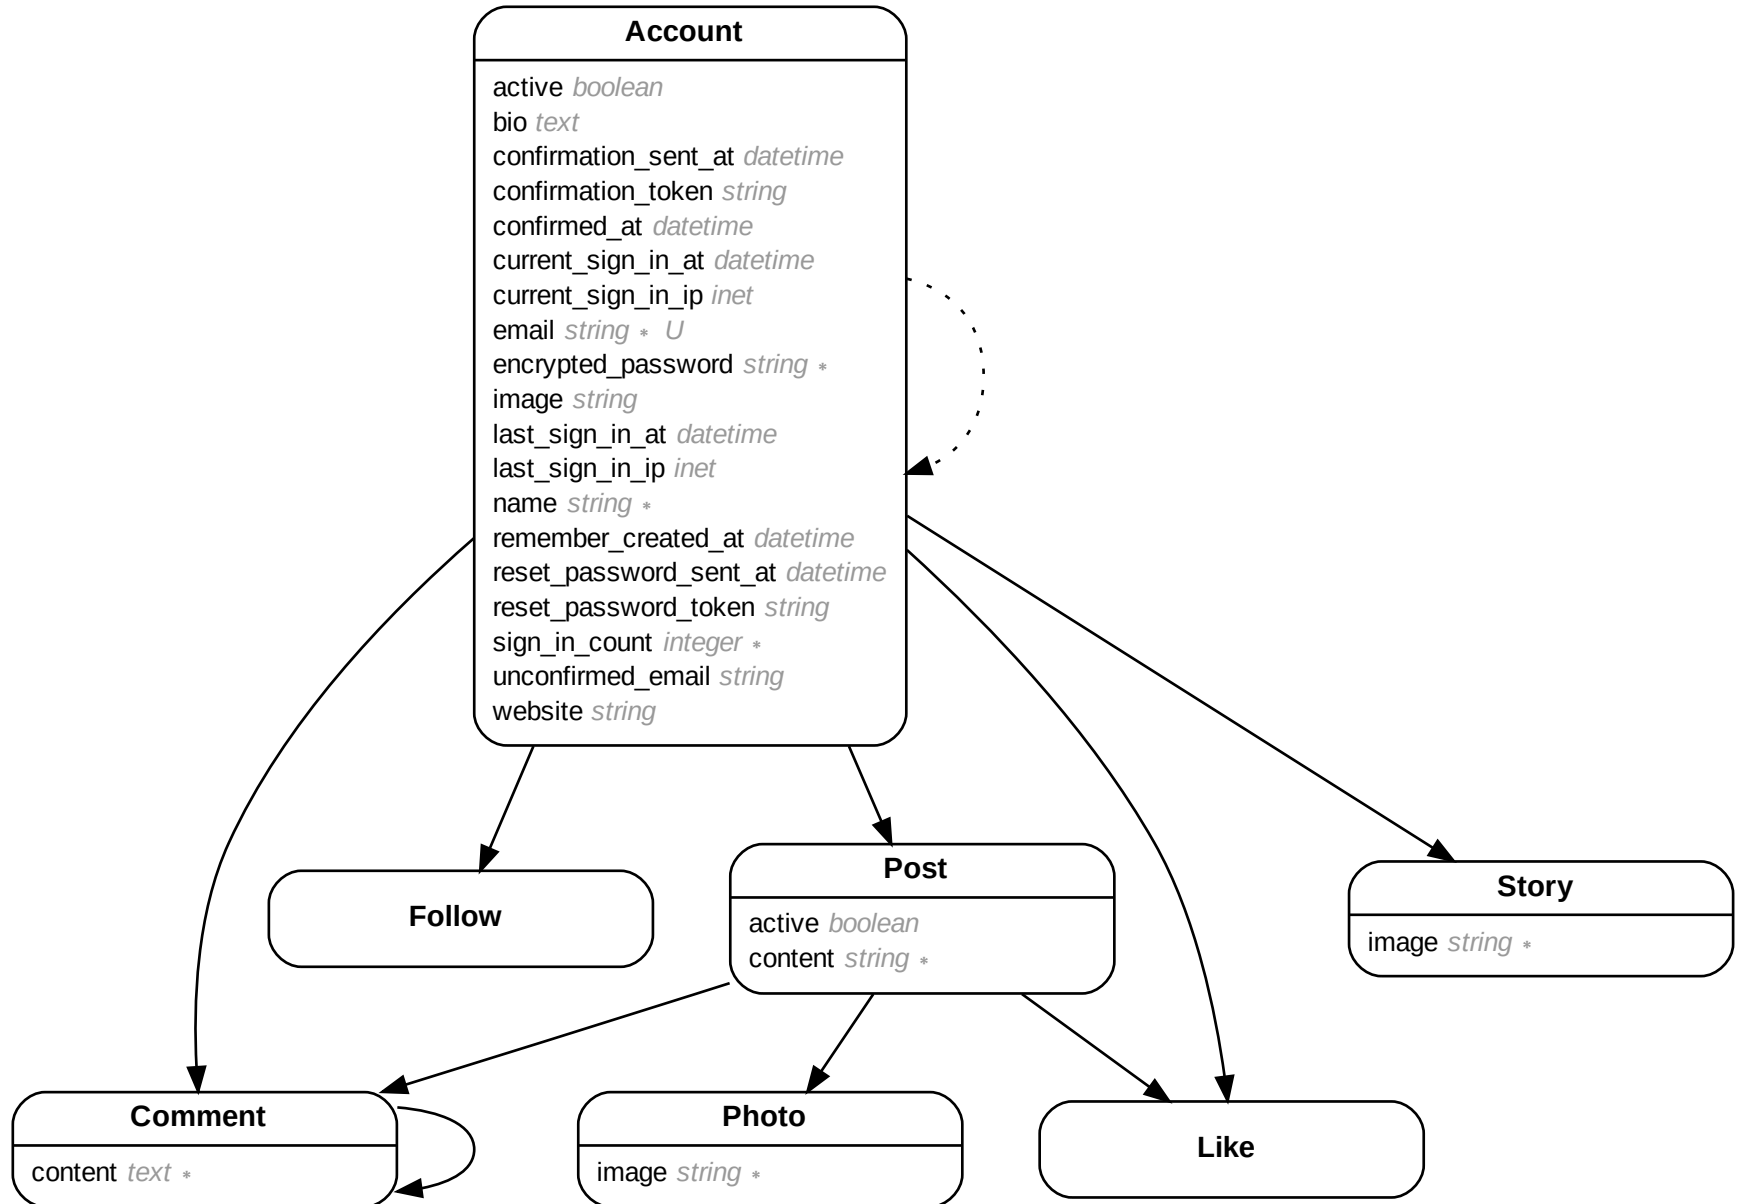 Account
active boolean
bio text
confirmation_sent_at datetime
confirmation_token string
confirmed_at datetime
current_sign_in_at datetime
current_sign_in_ip inet
email string * U
encrypted_password string *
image string
last_sign_in_at datetime
last_sign_in_ip inet
name string *
remember_created_at datetime
reset_password_sent_at datetime
reset_password_token string
sign_in_count integer *
unconfirmed_email string
website string
Follow
Post
active boolean
content string *
Story
image string *
Comment
content text *
Photo
image string *
Like